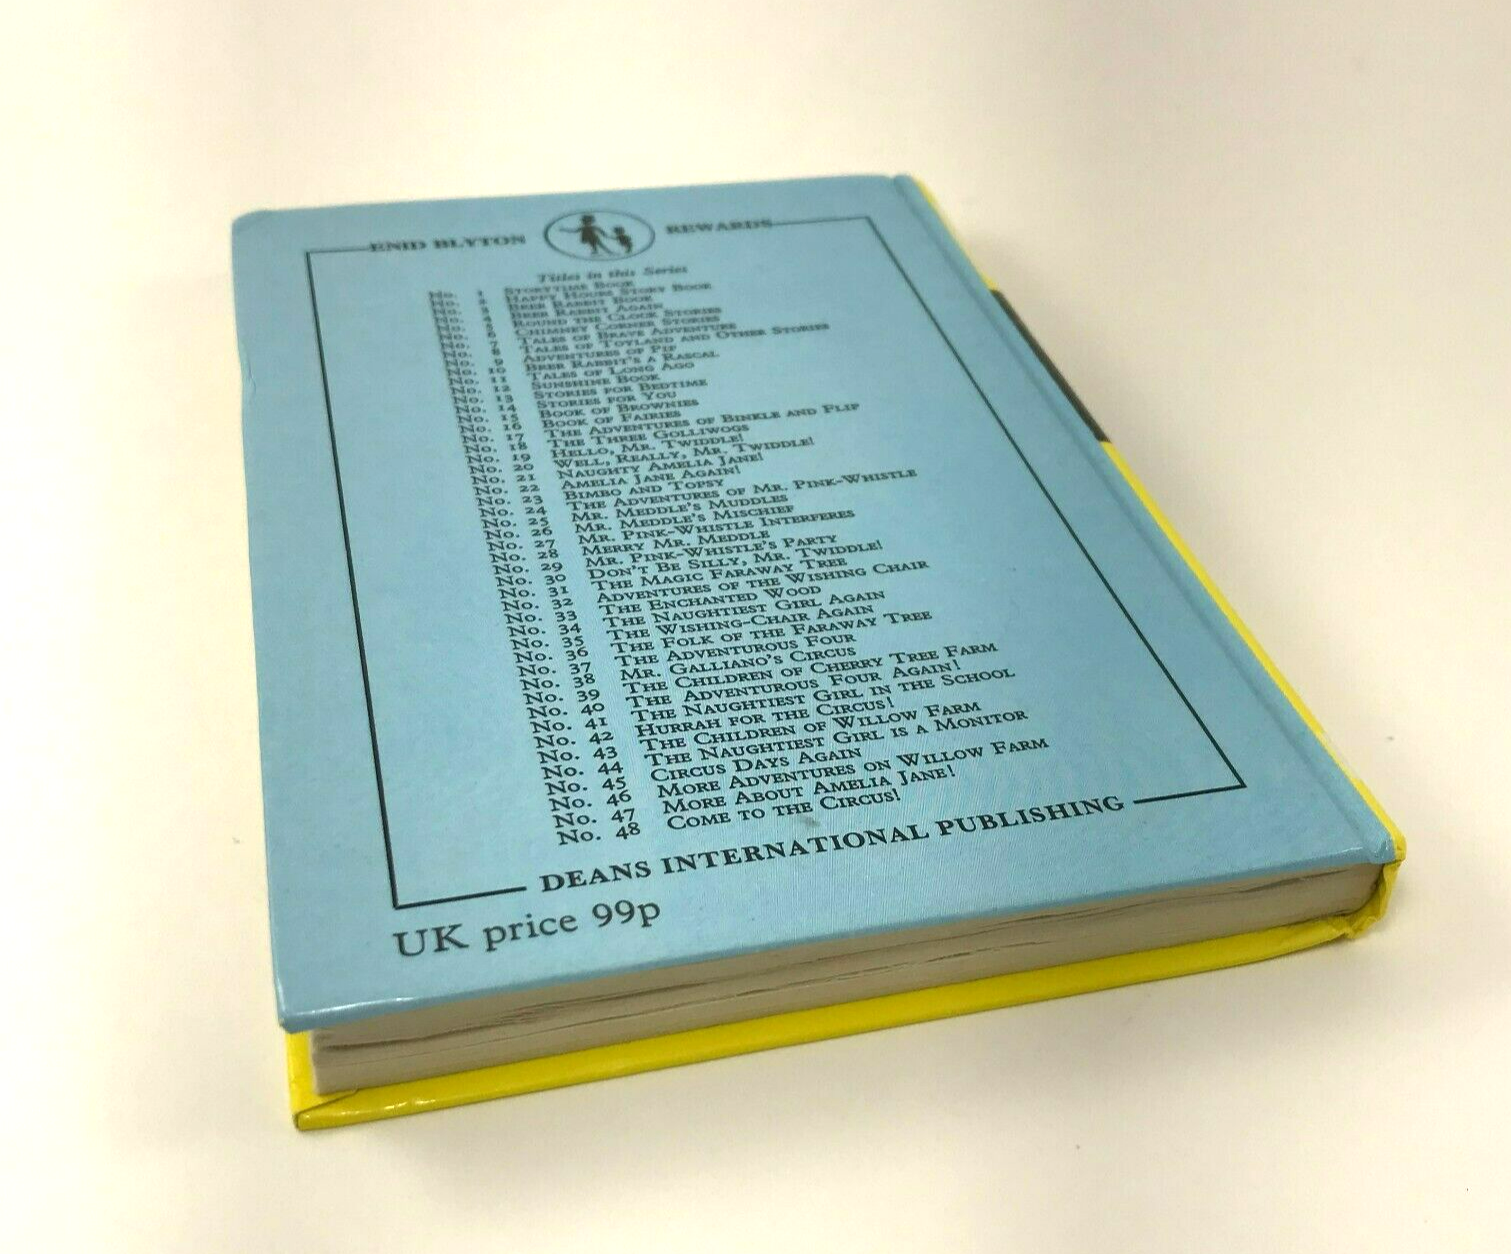 ENID BLYTON REWARDS
Titles in this Series
No. 1 STORYTIME BOOK
No. 2 HAPPY HOURS STORY BOOK
No. 3 BRER RABBIT BOOK
No. 4 BRER RABBIT AGAIN
No. 5 ROUND THE CLOCK STORIES
No. 6 CHIMNEY CORNER STORIES
No. 7 TALES OF BRAVE ADVENTURE
No. 8 TALES OF TOYLAND AND OTHER STORIES
No. 9 ADVENTURES OF PIP
No. 10 BRER RABBIT'S A RASCAL
No. 11 TALES OF LONG AGO
No. 12 SUNSHINE BOOK
No. 13 STORIES FOR BEDTIME
No. 14 STORIES FOR YOU
No. 15 BOOK OF BROWNIES
No. 16 BOOK OF FAIRIES
No. 17 THE ADVENTURES OF BINKLE AND FLIP
No. 18 THE THREE GOLLIWOGS
No. 19 HELLO, MR. TWIDDLE!
No. 20 WELL, REALLY, MR. TWIDDLE!
No. 21 NAUGHTY AMELIA JANE!
No. 22 AMELIA JANE AGAIN!
No. 23 BIMBO AND TOPSY
No. 24 THE ADVENTURES OF MR. PINK-WHISTLE
No. 25 MR. MEDDLE'S MUDDLES
No. 26 MR. MEDDLE'S MISCHIEF
No. 27 MR. PINK-WHISTLE INTERFERES
No. 28 MERRY MR. MEDDLE
No. 29 MR. PINK-WHISTLE'S PARTY
No. 30 DON'T BE SILLY, MR. TWIDDLE!
No. 31 THE MAGIC FARAWAY TREE
No. 32 ADVENTURES OF THE WISHING CHAIR
No. 33 THE ENCHANTED WOOD
No. 34 THE NAUGHTIEST GIRL AGAIN
No. 35 THE WISHING-CHAIR AGAIN
No. 36 THE FOLK OF THE FARAWAY TREE
No. 37 THE ADVENTUROUS FOUR
No. 38 MR. GALLIANO'S CIRCUS
No. 39 THE CHILDREN OF CHERRY TREE FARM
No. 40 THE ADVENTUROUS FOUR AGAIN!
No. 41 THE NAUGHTIEST GIRL IN THE SCHOOL
No. 42 HURRAH FOR THE CIRCUS!
No. 43 THE CHILDREN OF WILLOW FARM
No. 44 THE NAUGHTIEST GIRL IS A MONITOR
No. 45 CIRCUS DAYS AGAIN
No. 46 MORE ADVENTURES ON WILLOW FARM
No. 47 MORE ABOUT AMELIA JANE!
No. 48 COME TO THE CIRCUS!
DEANS INTERNATIONAL PUBLISHING
UK price 99p